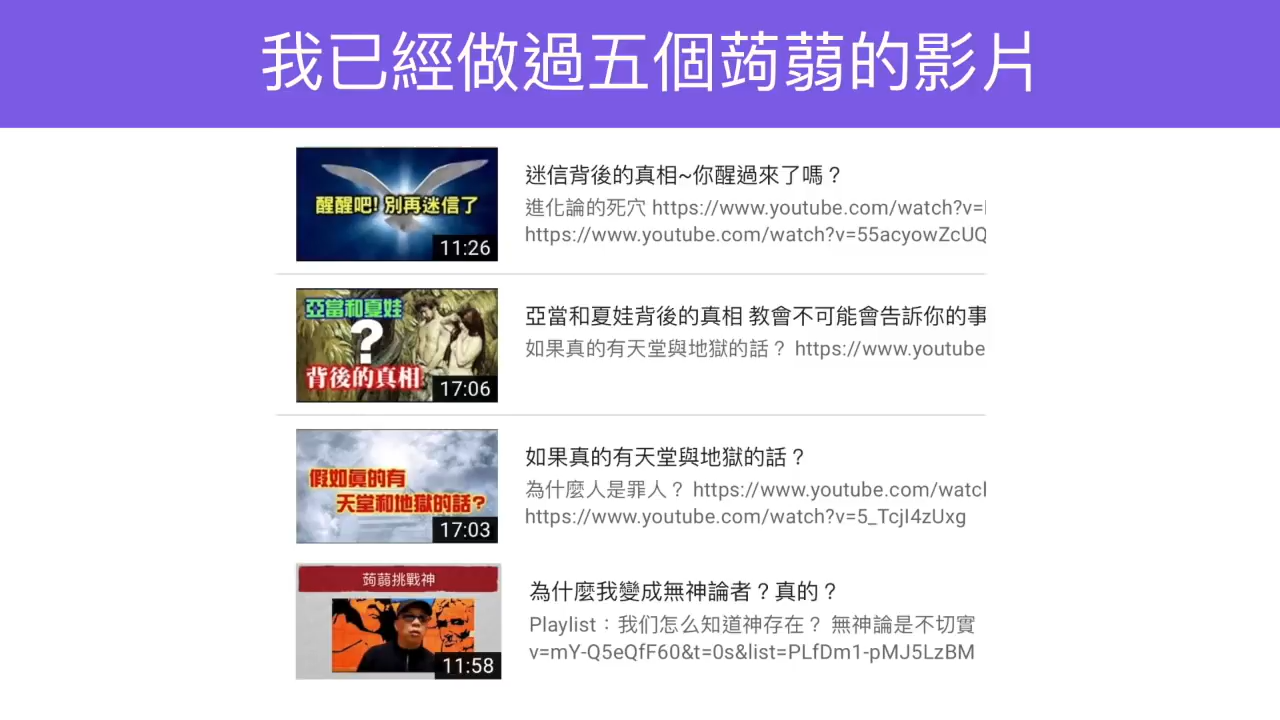 我已經做過五個蒟蒻的影片
醒醒吧! 別再迷信了
11:26
迷信背後的真相~你醒過來了嗎？
進化論的死穴 https://www.youtube.com/watch?v=
https://www.youtube.com/watch?v=55acyowZcUQ
亞當和夏娃
?
背後的真相
17:06
亞當和夏娃背後的真相 教會不可能會告訴你的事
如果真的有天堂與地獄的話？ https://www.youtube
假如真的有
天堂和地獄的話?
17:03
如果真的有天堂與地獄的話？
為什麼人是罪人？ https://www.youtube.com/watcl
https://www.youtube.com/watch?v=5_TcjI4zUxg
蒟蒻挑戰神
11:58
為什麼我變成無神論者？真的？
Playlist：我们怎么知道神存在？ 無神論是不切實
v=mY-Q5eQfF60&t=0s&list=PLfDm1-pMJ5LzBM